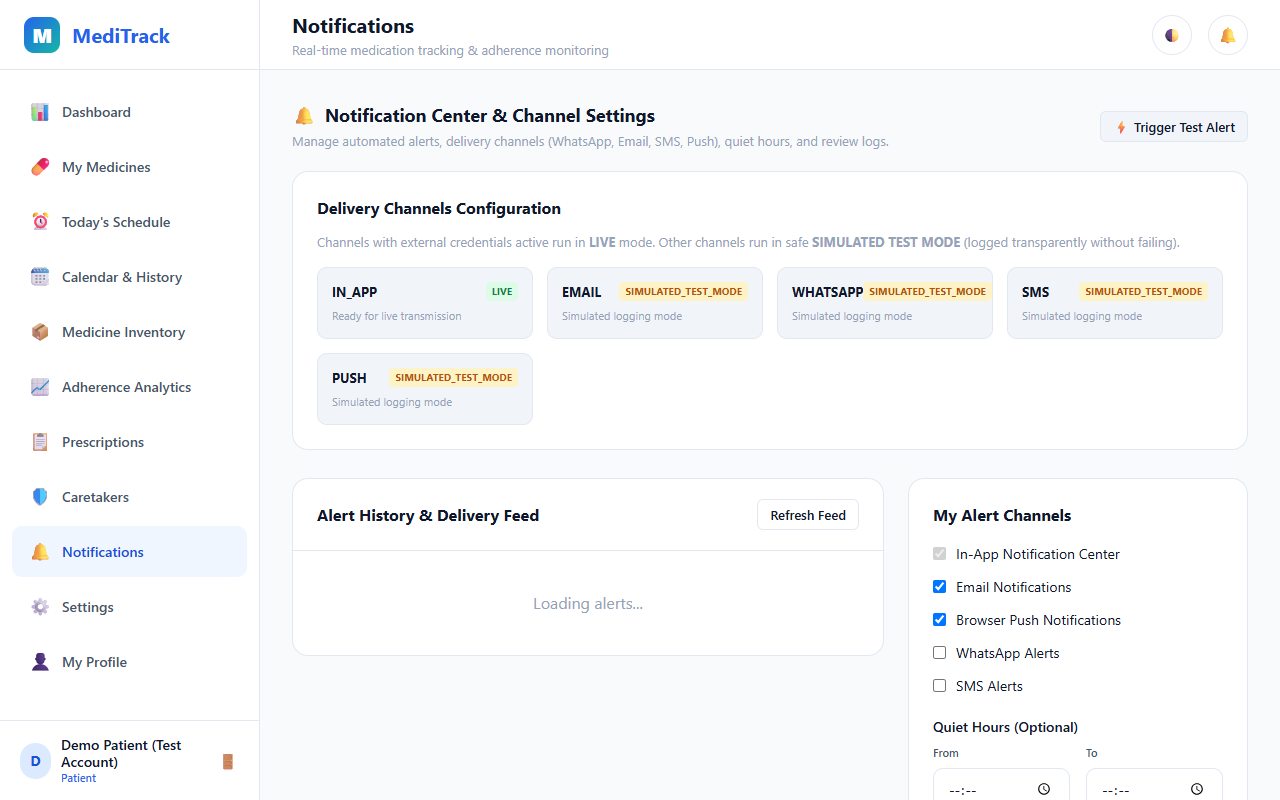 M MediTrack
Dashboard
My Medicines
Today's Schedule
Calendar & History
Medicine Inventory
Adherence Analytics
Prescriptions
Caretakers
Notifications
Settings
My Profile
D
Demo Patient (Test
Account)
Patient
Notifications
Real-time medication tracking & adherence monitoring
Notification Center & Channel Settings
Manage automated alerts, delivery channels (WhatsApp, Email, SMS, Push), quiet hours, and review logs.
Trigger Test Alert
Delivery Channels Configuration
Channels with external credentials active run in LIVE mode. Other channels run in safe SIMULATED TEST MODE (logged transparently without failing).
IN_APP LIVE
Ready for live transmission
EMAIL SIMULATED_TEST_MODE
Simulated logging mode
WHATSAPP SIMULATED_TEST_MODE
Simulated logging mode
SMS SIMULATED_TEST_MODE
Simulated logging mode
PUSH SIMULATED_TEST_MODE
Simulated logging mode
Alert History & Delivery Feed
Refresh Feed
Loading alerts...
My Alert Channels
In-App Notification Center
Email Notifications
Browser Push Notifications
WhatsApp Alerts
SMS Alerts
Quiet Hours (Optional)
From To
--:-- --:--